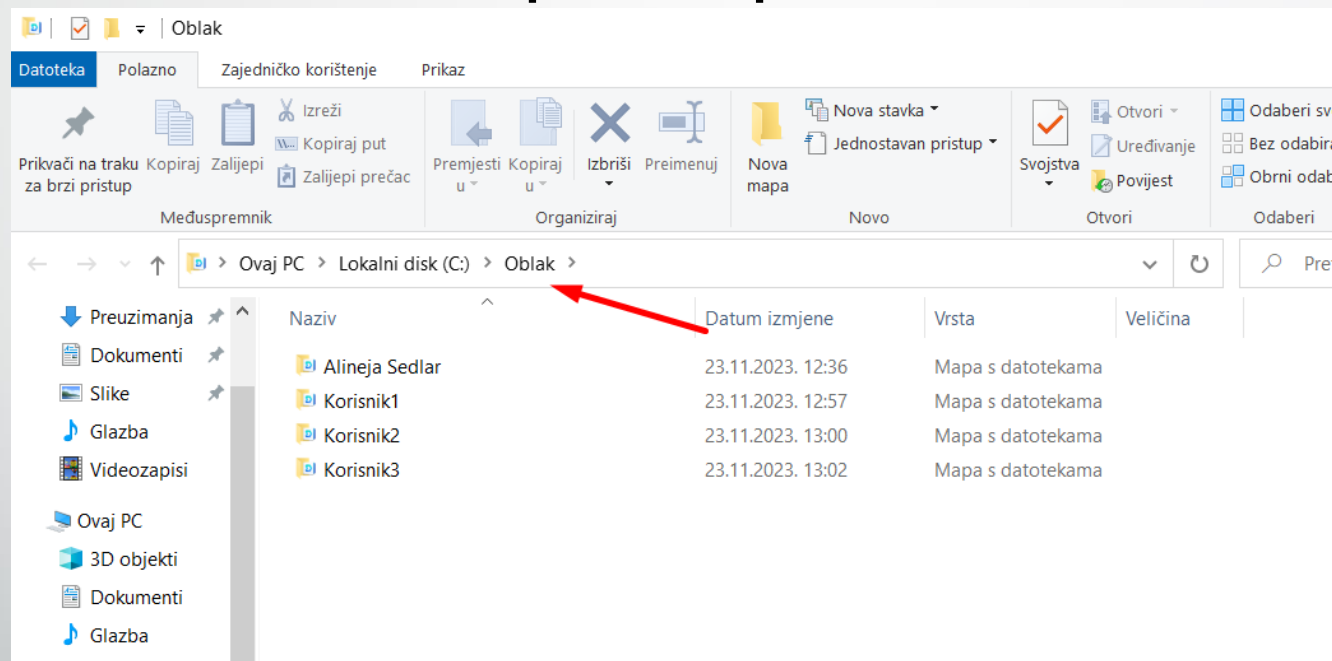 Oblak
Datoteka Polazno Zajedničko korištenje Prikaz
Prikvači na traku za brzi pristup
Kopiraj
Zalijepi
Izreži
Kopiraj put
Zalijepi prečac
Međuspremnik
Premjesti u
Kopiraj u
Izbriši
Preimenuj
Organiziraj
Nova mapa
Nova stavka
Jednostavan pristup
Novo
Svojstva
Otvori
Uređivanje
Povijest
Otvori
Odaberi
Bez
Obrni
Odaberi
Ovaj PC > Lokalni disk (C:) > Oblak >
Preuzimanja
Dokumenti
Slike
Glazba
Videozapisi
Ovaj PC
3D objekti
Dokumenti
Glazba
Naziv Datum izmjene Vrsta Veličina
Alineja Sedlar 23.11.2023. 12:36 Mapa s datotekama
Korisnik1 23.11.2023. 12:57 Mapa s datotekama
Korisnik2 23.11.2023. 13:00 Mapa s datotekama
Korisnik3 23.11.2023. 13:02 Mapa s datotekama